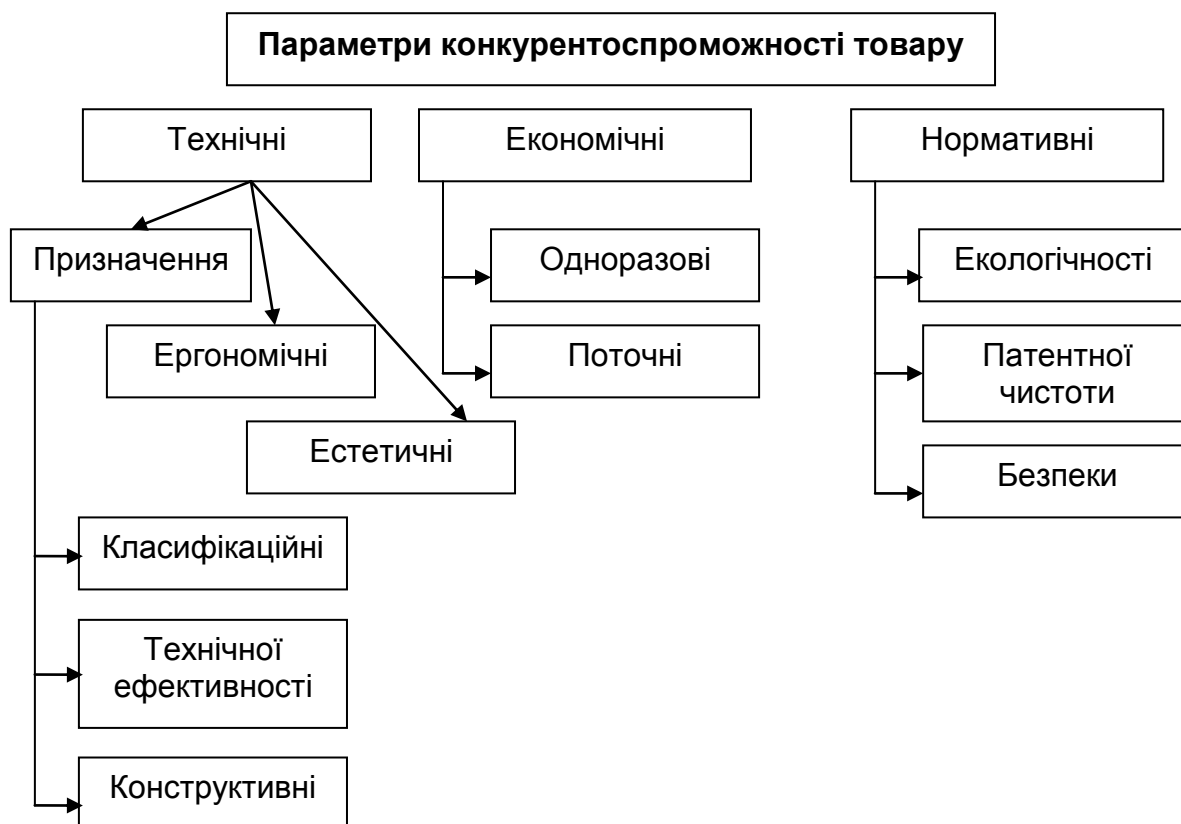 Параметри конкурентоспроможності товару
Технічні
Економічні
Нормативні
Призначення
Ергономічні
Естетичні
Класифікаційні
Технічної
ефективності
Конструктивні
Одноразові
Поточні
Екологічності
Патентної
чистоти
Безпеки